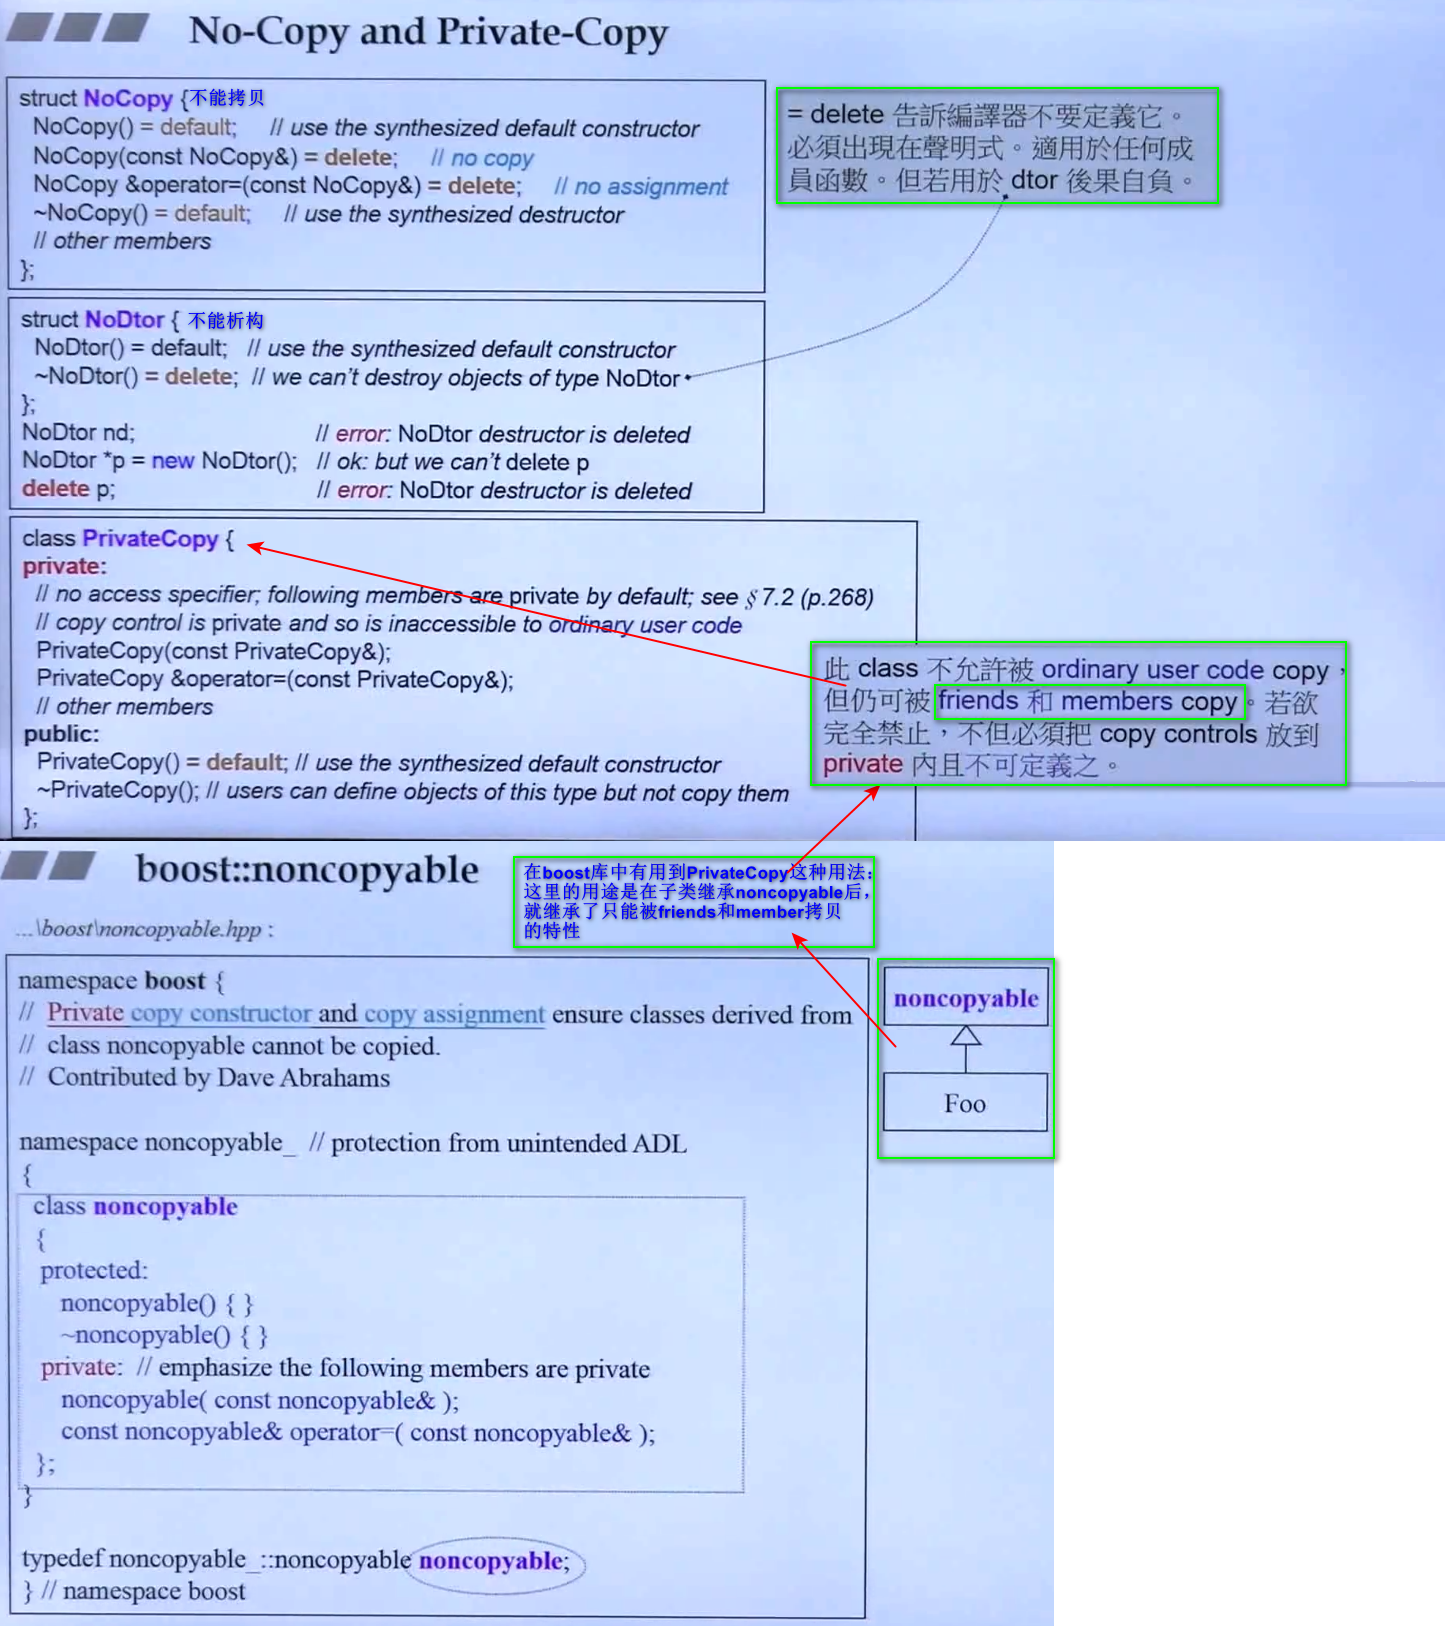 No-Copy and Private-Copy
struct NoCopy {不能拷贝
NoCopy() = default; // use the synthesized default constructor
NoCopy(const NoCopy&) = delete; // no copy
NoCopy &operator=(const NoCopy&) = delete; // no assignment
~NoCopy() = default; // use the synthesized destructor
// other members
};
= delete 告訴編譯器不要定義它。
必須出現在聲明式。適用於任何成
員函數。但若用於 dtor 後果自負。
struct NoDtor { 不能析构
NoDtor() = default; // use the synthesized default constructor
~NoDtor() = delete; // we can't destroy objects of type NoDtor
};
NoDtor nd; // error: NoDtor destructor is deleted
NoDtor *p = new NoDtor(); // ok: but we can't delete p
delete p; // error: NoDtor destructor is deleted
class PrivateCopy {
private:
// no access specifier; following members are private by default; see §7.2 (p.268)
// copy control is private and so is inaccessible to ordinary user code
PrivateCopy(const PrivateCopy&);
PrivateCopy &operator=(const PrivateCopy&);
// other members
public:
PrivateCopy() = default; // use the synthesized default constructor
~PrivateCopy(); // users can define objects of this type but not copy them
};
此 class 不允許被 ordinary user code copy，
但仍可被 friends 和 members copy。若欲
完全禁止，不但必須把 copy controls 放到
private 內且不可定義之。
boost::noncopyable
在boost库中有用到PrivateCopy这种用法：
这里的用途是在子类继承noncopyable后，
就继承了只能被friends和member拷贝
的特性
...\boost\noncopyable.hpp :
namespace boost {
// Private copy constructor and copy assignment ensure classes derived from
// class noncopyable cannot be copied.
// Contributed by Dave Abrahams
namespace noncopyable_ // protection from unintended ADL
{
class noncopyable
{
protected:
noncopyable() { }
~noncopyable() { }
private: // emphasize the following members are private
noncopyable( const noncopyable& );
const noncopyable& operator=( const noncopyable& );
};
}
typedef noncopyable_::noncopyable noncopyable;
} // namespace boost
noncopyable
Foo